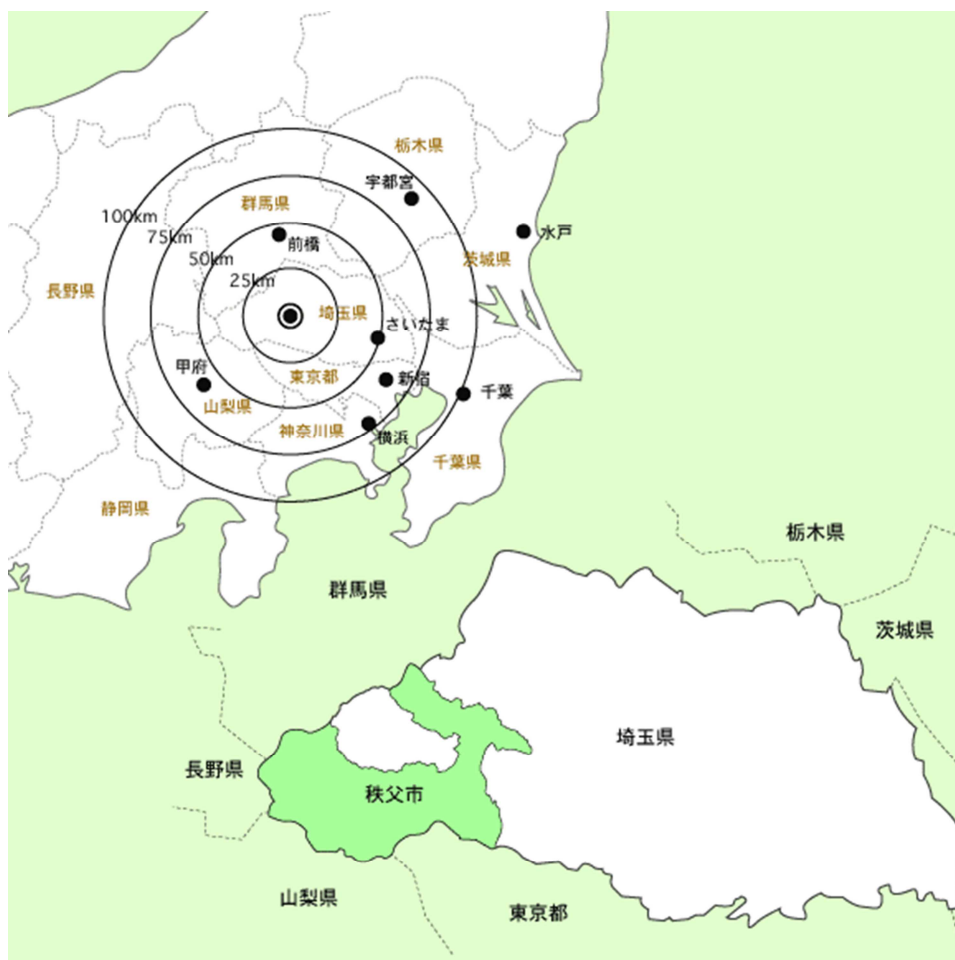 栃木県
宇都宮
群馬県
100km
水戸
75km
前橋
50km
茨城県
25km
長野県
埼玉県
さいたま
甲府
東京都
新宿
千葉
山梨県
神奈川県
横浜
千葉県
静岡県
栃木県
群馬県
茨城県
埼玉県
長野県
秩父市
山梨県
東京都